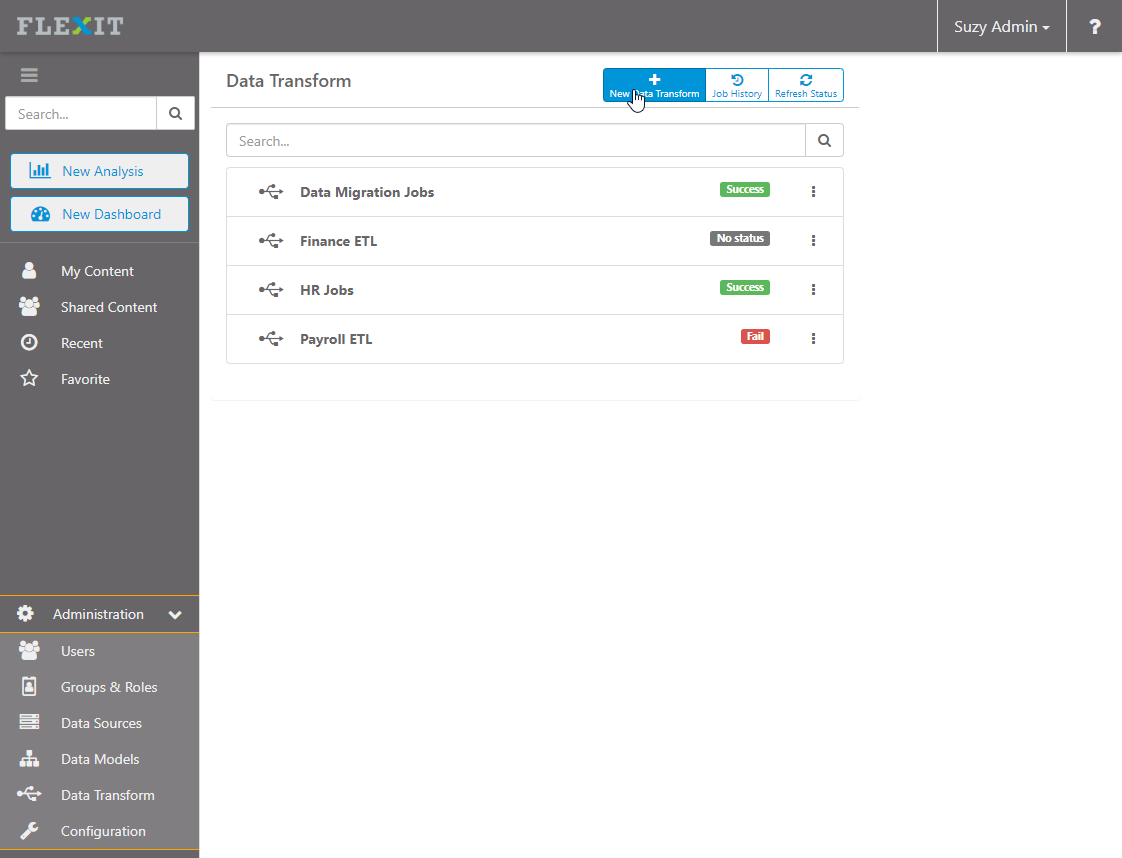 FLEXIT
Suzy Admin
?
Search...
New Analysis
New Dashboard
My Content
Shared Content
Recent
Favorite
Administration
Users
Groups & Roles
Data Sources
Data Models
Data Transform
Configuration
Data Transform
New Data Transform
Job History
Refresh Status
Search...
Data Migration Jobs Success
Finance ETL No status
HR Jobs Success
Payroll ETL Fail